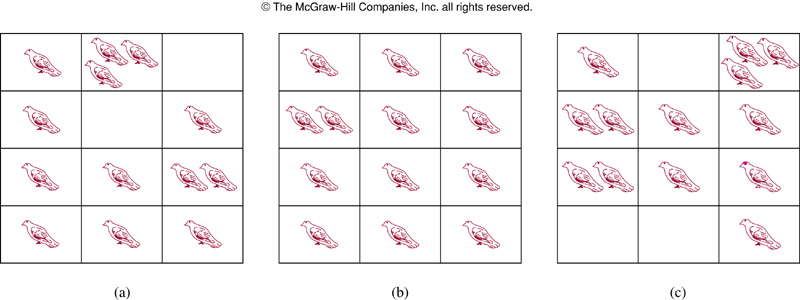 © The McGraw-Hill Companies, Inc. all rights reserved.
(a) (b) (c)